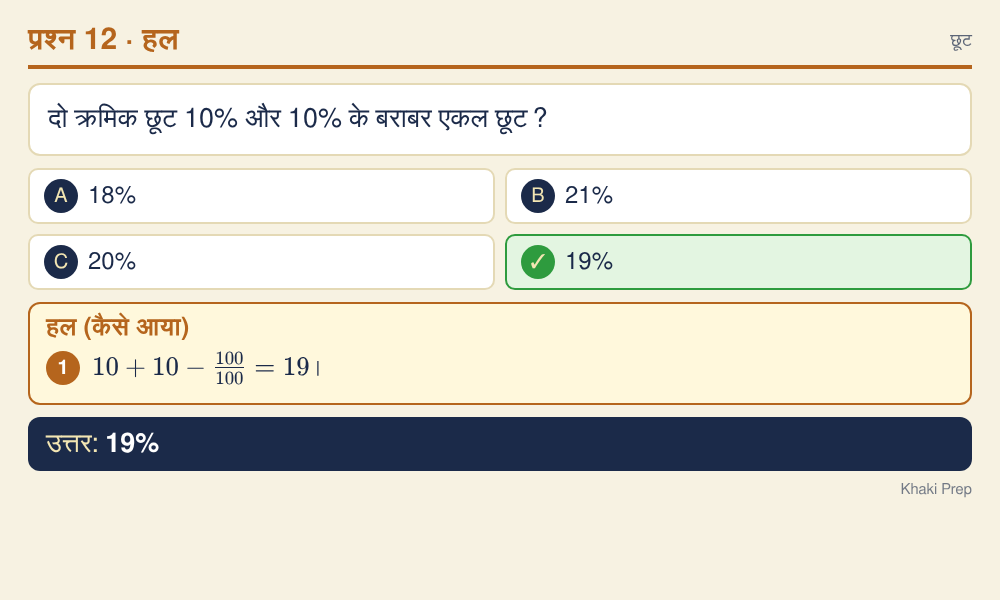 प्रश्न 12 · हल
छूट
दो क्रमिक छूट 10% और 10% के बराबर एकल छूट ?
A 18%
B 21%
C 20%
✓ 19%
हल (कैसे आया)
1 10 + 10 − 100/100 = 19।
उत्तर: 19%
Khaki Prep